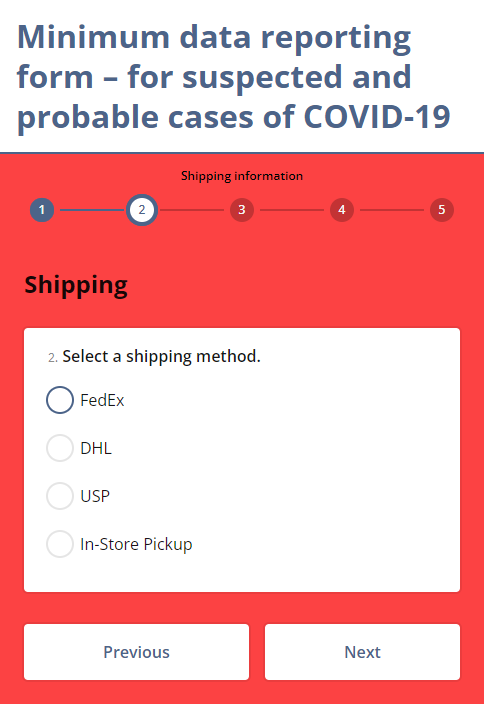 Minimum data reporting
form – for suspected and
probable cases of COVID-19
Shipping information
1 2 3 4 5
Shipping
2. Select a shipping method.
FedEx
DHL
USP
In-Store Pickup
Previous Next